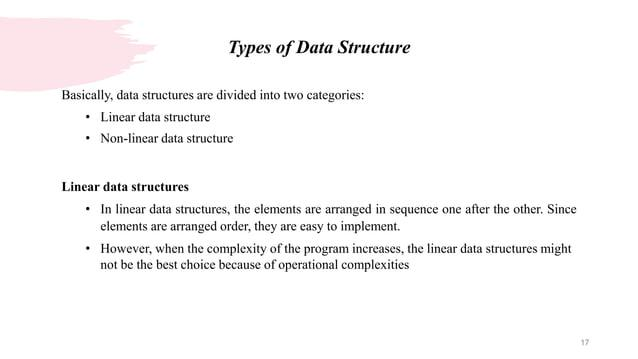 Types of Data Structure
Basically, data structures are divided into two categories:
• Linear data structure
• Non-linear data structure
Linear data structures
• In linear data structures, the elements are arranged in sequence one after the other. Since
elements are arranged order, they are easy to implement.
• However, when the complexity of the program increases, the linear data structures might
not be the best choice because of operational complexities
17